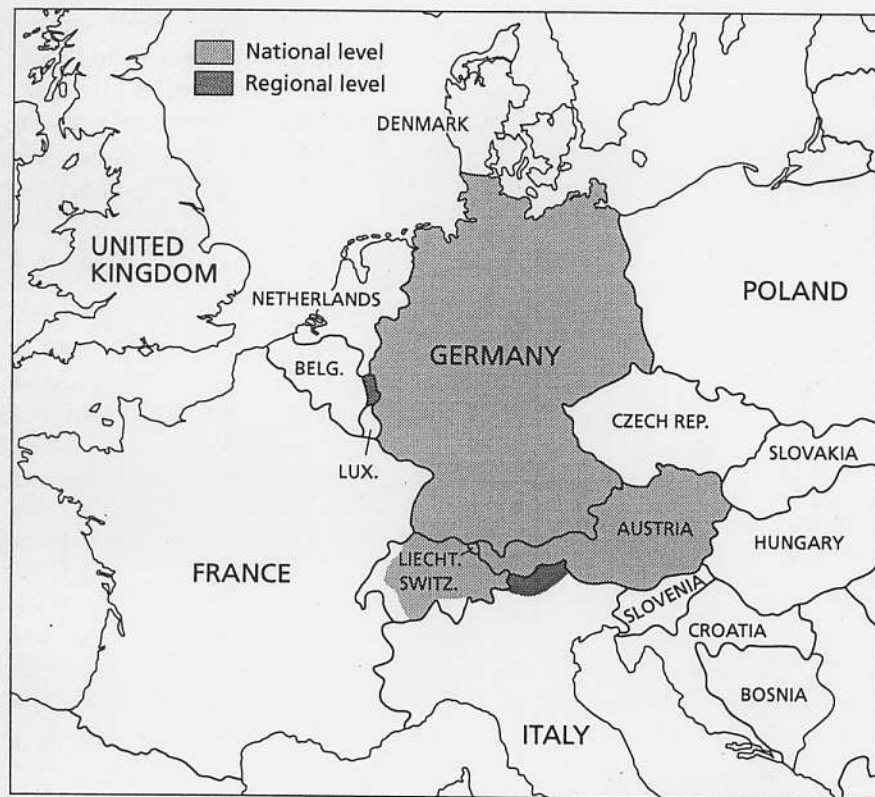 National level
Regional level
DENMARK
UNITED
KINGDOM
NETHERLANDS
POLAND
BELG.
GERMANY
CZECH REP.
LUX.
SLOVAKIA
AUSTRIA
HUNGARY
FRANCE
LIECHT.
SWITZ.
SLOVENIA
CROATIA
BOSNIA
ITALY